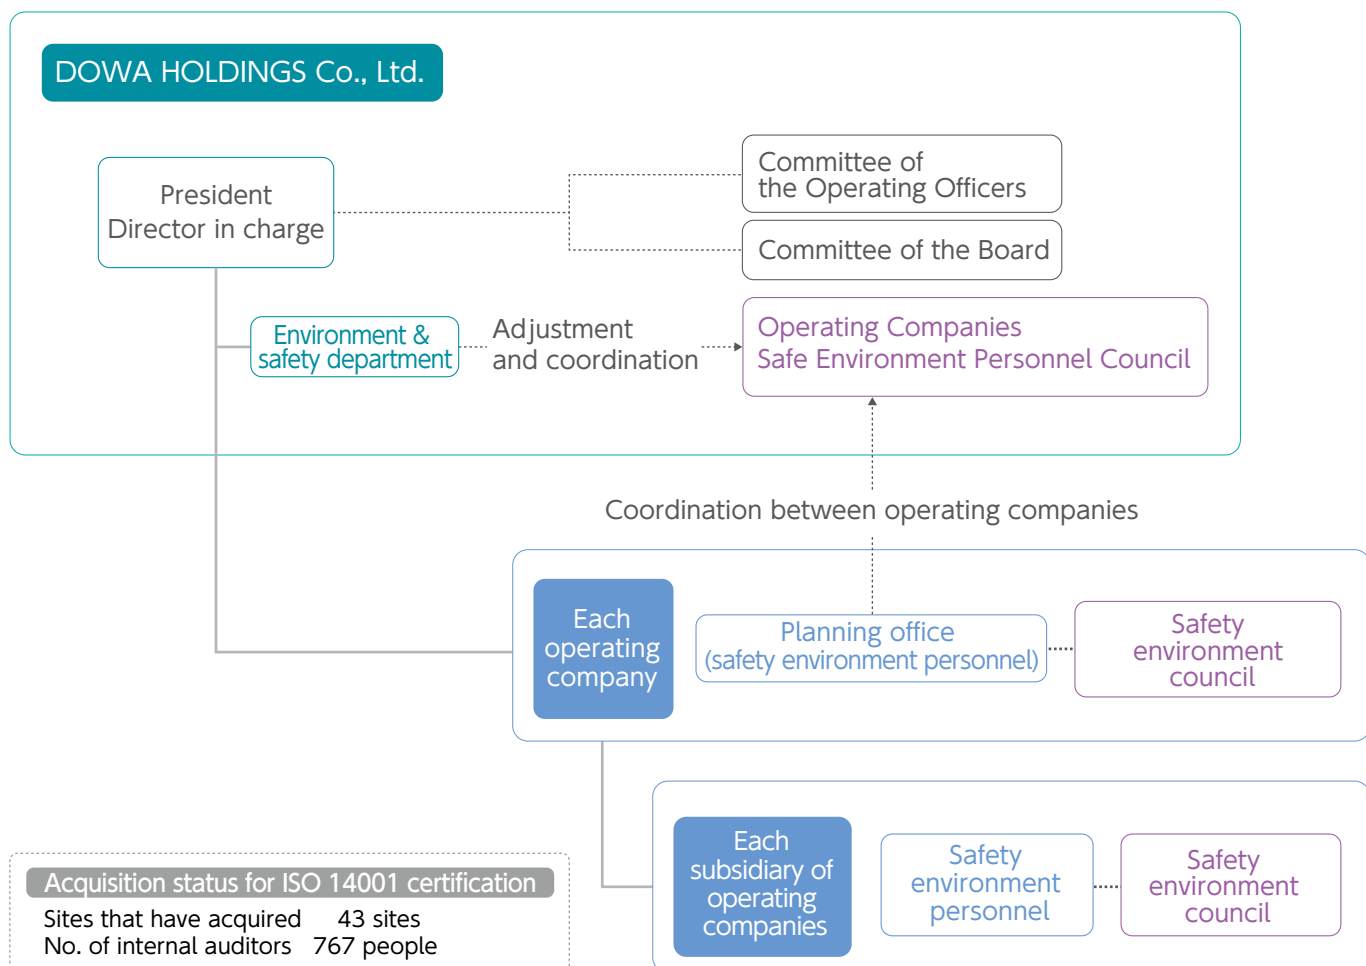 DOWA HOLDINGS Co., Ltd.
President
Director in charge
Committee of
the Operating Officers
Committee of the Board
Environment &
safety department
Adjustment
and coordination
Operating Companies
Safe Environment Personnel Council
Coordination between operating companies
Each
operating
company
Planning office
(safety environment personnel)
Safety
environment
council
Each
subsidiary of
operating
companies
Safety
environment
personnel
Safety
environment
council
Acquisition status for ISO 14001 certification
Sites that have acquired 43 sites
No. of internal auditors 767 people